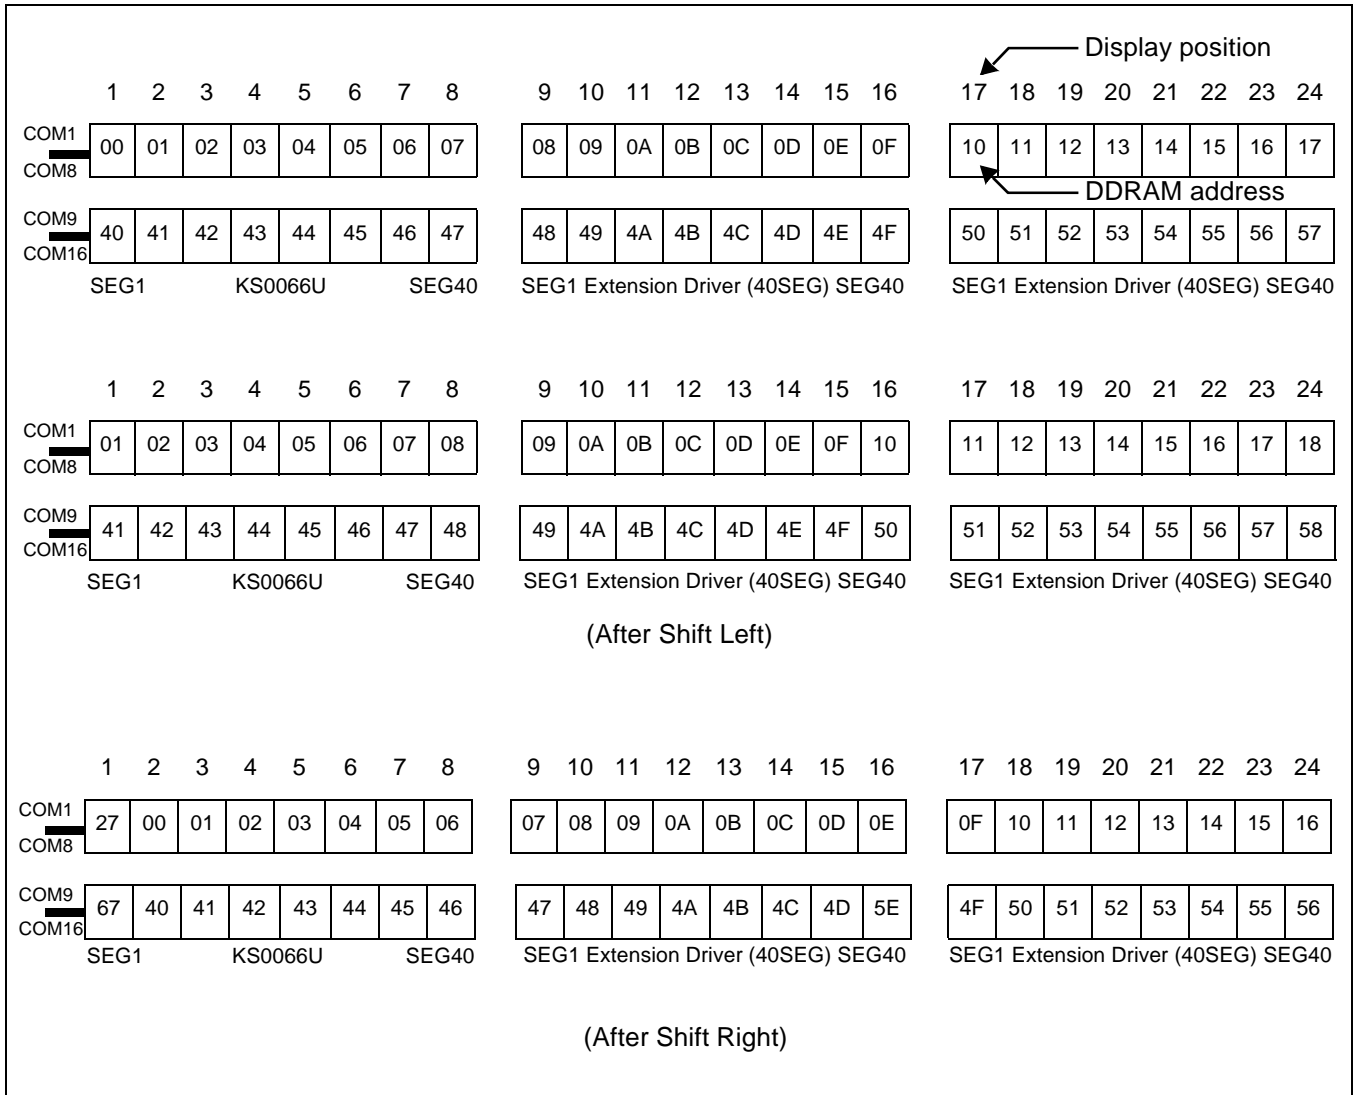 Display position
1 2 3 4 5 6 7 8 9 10 11 12 13 14 15 16 17 18 19 20 21 22 23 24
COM1
00 01 02 03 04 05 06 07 08 09 0A 0B 0C 0D 0E 0F 10 11 12 13 14 15 16 17
COM8
DDRAM address
COM9
40 41 42 43 44 45 46 47 48 49 4A 4B 4C 4D 4E 4F 50 51 52 53 54 55 56 57
COM16
SEG1 KS0066U SEG40 SEG1 Extension Driver (40SEG) SEG40 SEG1 Extension Driver (40SEG) SEG40
1 2 3 4 5 6 7 8 9 10 11 12 13 14 15 16 17 18 19 20 21 22 23 24
COM1
01 02 03 04 05 06 07 08 09 0A 0B 0C 0D 0E 0F 10 11 12 13 14 15 16 17 18
COM8
COM9
41 42 43 44 45 46 47 48 49 4A 4B 4C 4D 4E 4F 50 51 52 53 54 55 56 57 58
COM16
SEG1 KS0066U SEG40 SEG1 Extension Driver (40SEG) SEG40 SEG1 Extension Driver (40SEG) SEG40
(After Shift Left)
1 2 3 4 5 6 7 8 9 10 11 12 13 14 15 16 17 18 19 20 21 22 23 24
COM1
27 00 01 02 03 04 05 06 07 08 09 0A 0B 0C 0D 0E 0F 10 11 12 13 14 15 16
COM8
COM9
67 40 41 42 43 44 45 46 47 48 49 4A 4B 4C 4D 5E 4F 50 51 52 53 54 55 56
COM16
SEG1 KS0066U SEG40 SEG1 Extension Driver (40SEG) SEG40 SEG1 Extension Driver (40SEG) SEG40
(After Shift Right)